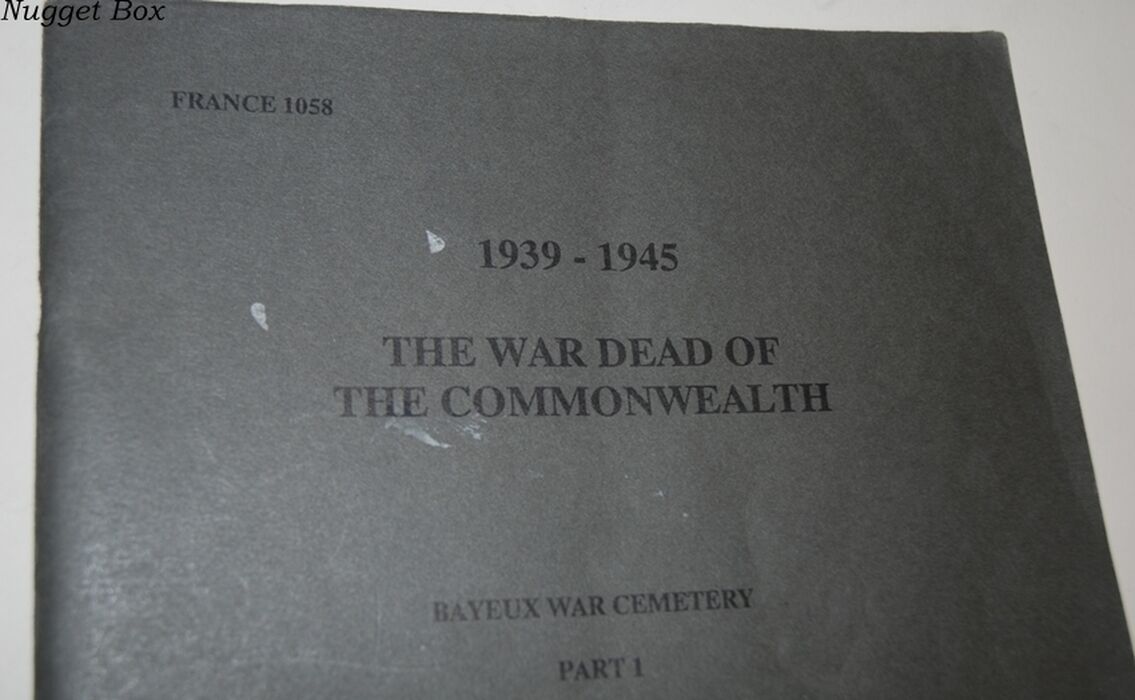 Nugget Box
FRANCE 1058
1939 - 1945
THE WAR DEAD OF
THE COMMONWEALTH
BAYEUX WAR CEMETERY
PART 1